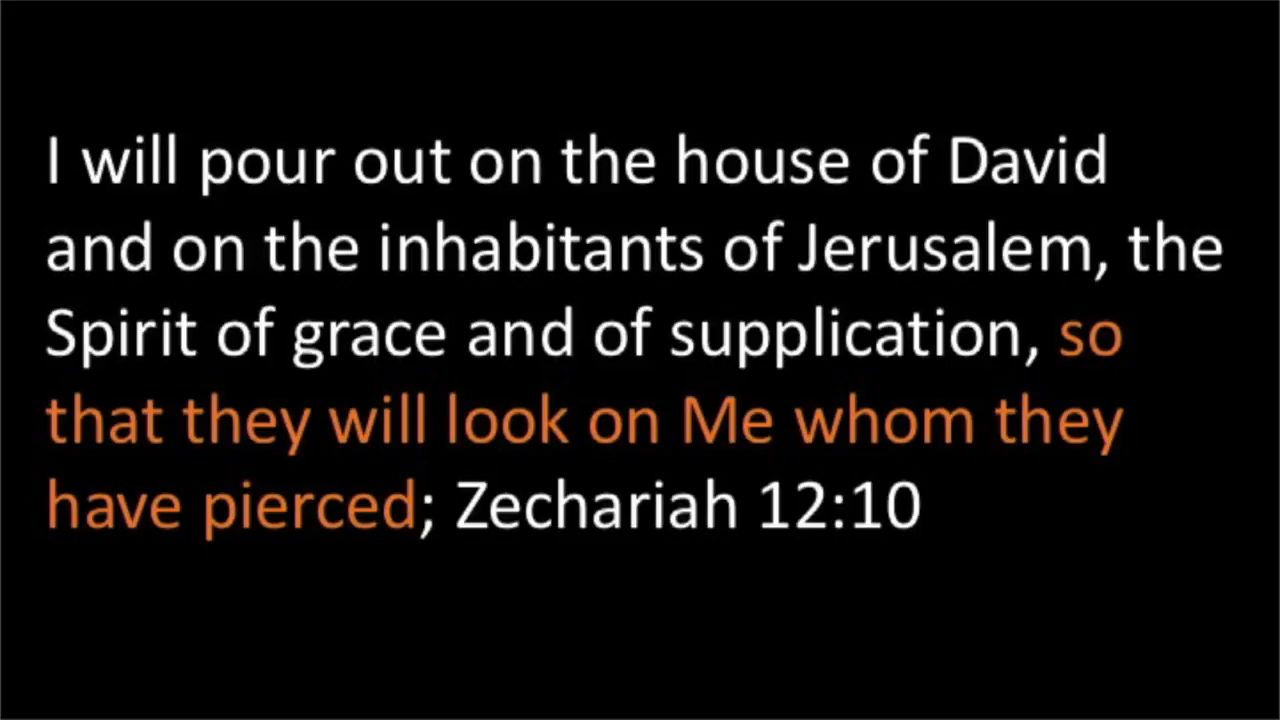 I will pour out on the house of David
and on the inhabitants of Jerusalem, the
Spirit of grace and of supplication, so
that they will look on Me whom they
have pierced; Zechariah 12:10